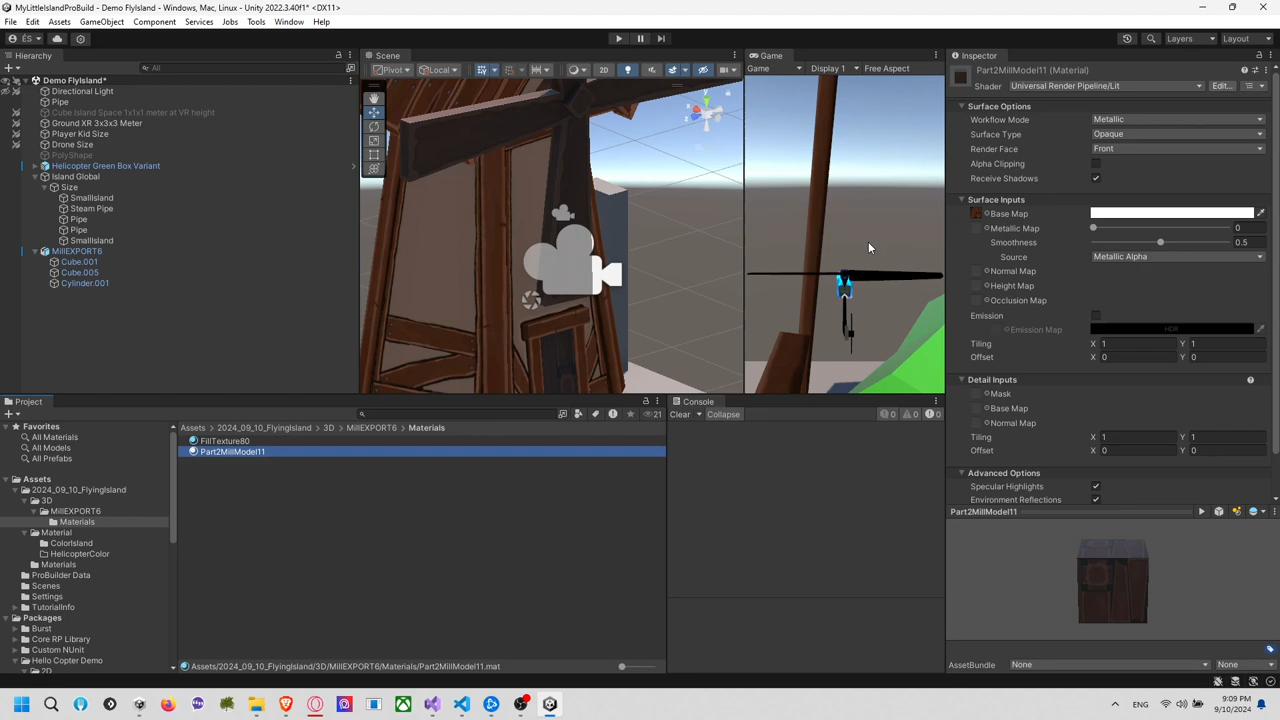 MyLittleIslandProBuild - Demo FlyIsland - Windows, Mac, Linux - Unity 2022.3.40f1* <DX11>
File Edit Assets GameObject Component Services Jobs Tools Window Help
ÉS Layers Layout
Hierarchy
All
Demo FlyIsland*
Directional Light
Pipe
Cube Island Space 1x1x1 meter at VR height
Ground XR 3x3x3 Meter
Player Kid Size
Drone Size
PolyShape
Helicopter Green Box Variant
Island Global
Size
SmallIsland
Steam Pipe
Pipe
Pipe
SmallIsland
MillEXPORT6
Cube.001
Cube.005
Cylinder.001
Scene
Pivot Local 2D
Game
Game Display 1 Free Aspect
Inspector
Part2MillModel11 (Material)
Shader Universal Render Pipeline/Lit Edit...
Surface Options
Workflow Mode Metallic
Surface Type Opaque
Render Face Front
Alpha Clipping
Receive Shadows
Surface Inputs
Base Map
Metallic Map 0
Smoothness 0.5
Source Metallic Alpha
Normal Map
Height Map
Occlusion Map
Emission
Emission Map HDR
Tiling X 1 Y 1
Offset X 0 Y 0
Detail Inputs
Mask
Base Map
Normal Map
Tiling X 1 Y 1
Offset X 0 Y 0
Advanced Options
Specular Highlights
Environment Reflections
Part2MillModel11
AssetBundle None None
Project
21
Favorites
All Materials
All Models
All Prefabs
Assets
2024_09_10_FlyingIsland
3D
MillEXPORT6
Materials
Material
ColorIsland
HelicopterColor
Materials
ProBuilder Data
Scenes
Settings
TutorialInfo
Packages
Burst
Core RP Library
Custom NUnit
Hello Copter Demo
2D
Assets 2024_09_10_FlyingIsland 3D MillEXPORT6 Materials
FillTexture80
Part2MillModel11
Assets/2024_09_10_FlyingIsland/3D/MillEXPORT6/Materials/Part2MillModel11.mat
Console
Clear Collapse 0 0 0
ENG 9:09 PM
9/10/2024